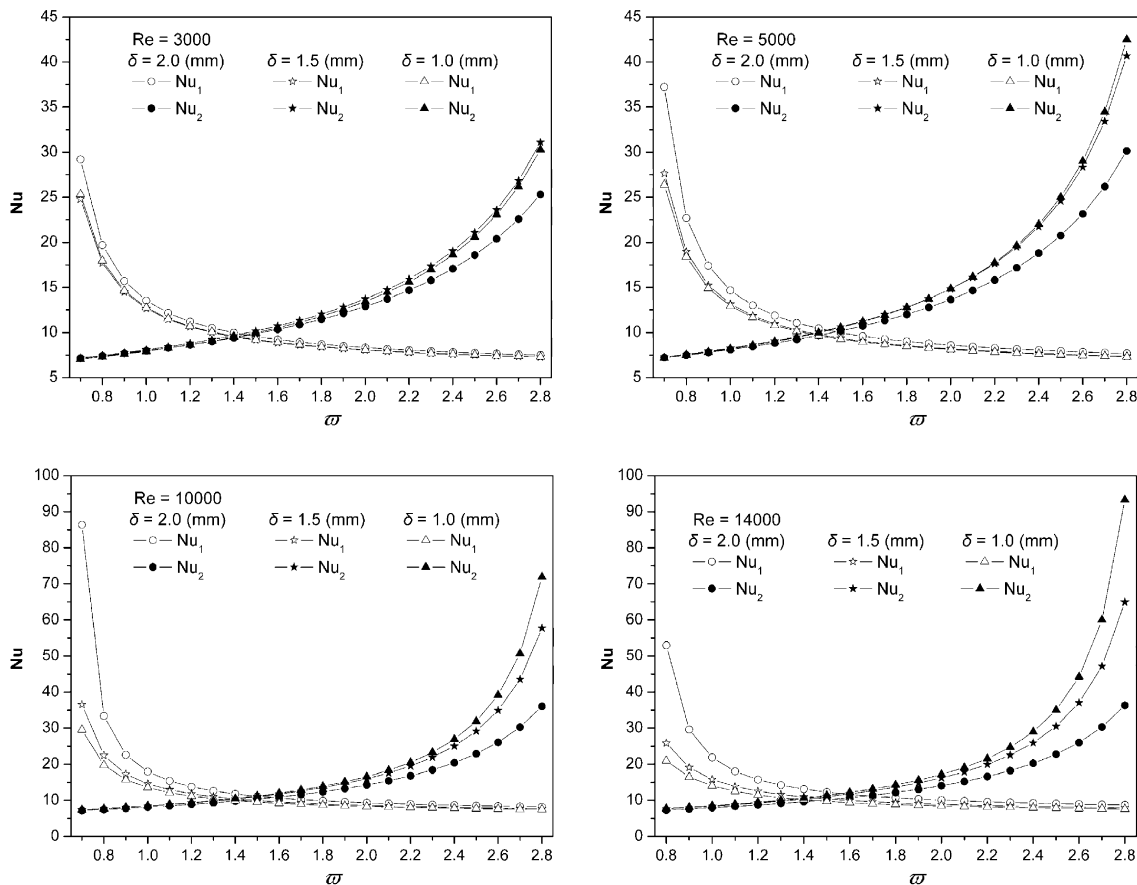 Re = 3000
δ = 2.0 (mm) δ = 1.5 (mm) δ = 1.0 (mm)
Nu₁ Nu₁ Nu₁
Nu₂ Nu₂ Nu₂
45
40
35
30
25
20
15
10
5
Nu
0.8 1.0 1.2 1.4 1.6 1.8 2.0 2.2 2.4 2.6 2.8
ϖ
Re = 5000
δ = 2.0 (mm) δ = 1.5 (mm) δ = 1.0 (mm)
Nu₁ Nu₁ Nu₁
Nu₂ Nu₂ Nu₂
45
40
35
30
25
20
15
10
5
Nu
0.8 1.0 1.2 1.4 1.6 1.8 2.0 2.2 2.4 2.6 2.8
ϖ
Re = 10000
δ = 2.0 (mm) δ = 1.5 (mm) δ = 1.0 (mm)
Nu₁ Nu₁ Nu₁
Nu₂ Nu₂ Nu₂
100
90
80
70
60
50
40
30
20
10
0
Nu
0.8 1.0 1.2 1.4 1.6 1.8 2.0 2.2 2.4 2.6 2.8
ϖ
Re = 14000
δ = 2.0 (mm) δ = 1.5 (mm) δ = 1.0 (mm)
Nu₁ Nu₁ Nu₁
Nu₂ Nu₂ Nu₂
100
90
80
70
60
50
40
30
20
10
0
Nu
0.8 1.0 1.2 1.4 1.6 1.8 2.0 2.2 2.4 2.6 2.8
ϖ